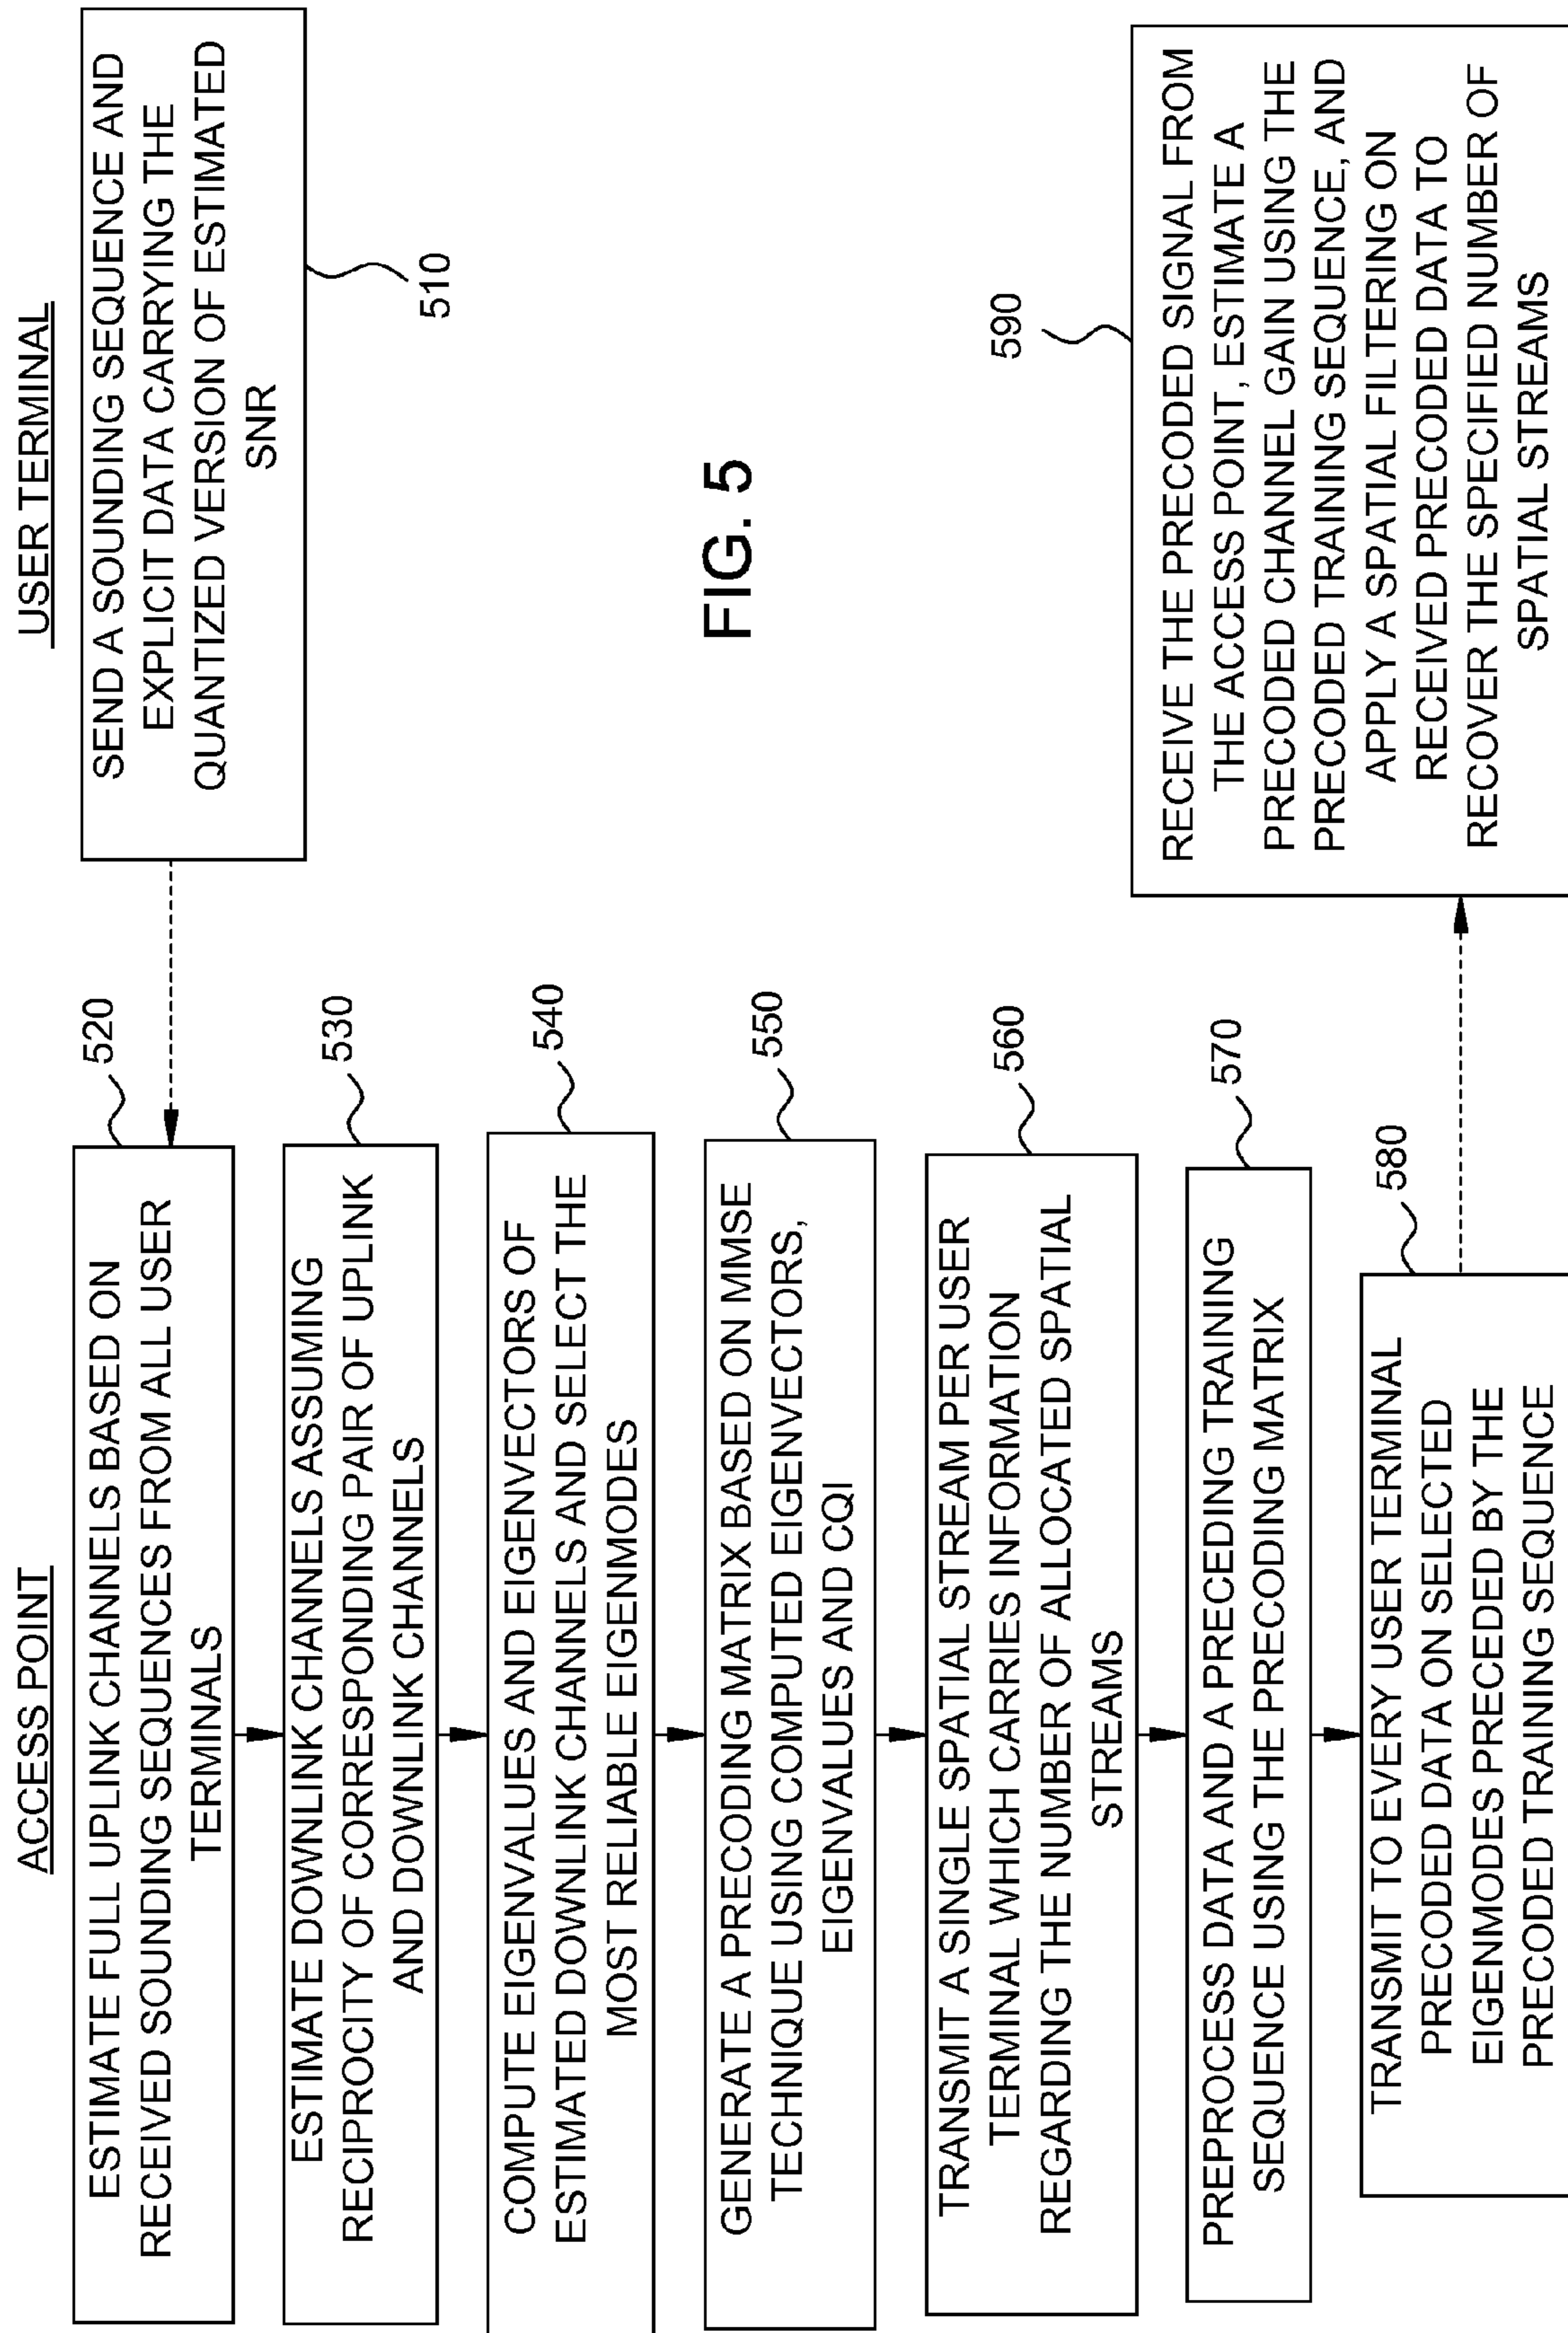 ACCESS POINT
USER TERMINAL
SEND A SOUNDING SEQUENCE AND
EXPLICIT DATA CARRYING THE
QUANTIZED VERSION OF ESTIMATED
SNR
510
520
ESTIMATE FULL UPLINK CHANNELS BASED ON
RECEIVED SOUNDING SEQUENCES FROM ALL USER
TERMINALS
530
ESTIMATE DOWNLINK CHANNELS ASSUMING
RECIPROCITY OF CORRESPONDING PAIR OF UPLINK
AND DOWNLINK CHANNELS
540
COMPUTE EIGENVALUES AND EIGENVECTORS OF
ESTIMATED DOWNLINK CHANNELS AND SELECT THE
MOST RELIABLE EIGENMODES
550
GENERATE A PRECODING MATRIX BASED ON MMSE
TECHNIQUE USING COMPUTED EIGENVECTORS,
EIGENVALUES AND CQI
560
TRANSMIT A SINGLE SPATIAL STREAM PER USER
TERMINAL WHICH CARRIES INFORMATION
REGARDING THE NUMBER OF ALLOCATED SPATIAL
STREAMS
570
PREPROCESS DATA AND A PRECEDING TRAINING
SEQUENCE USING THE PRECODING MATRIX
580
TRANSMIT TO EVERY USER TERMINAL
PRECODED DATA ON SELECTED
EIGENMODES PRECEDED BY THE
PRECODED TRAINING SEQUENCE
590
RECEIVE THE PRECODED SIGNAL FROM
THE ACCESS POINT, ESTIMATE A
PRECODED CHANNEL GAIN USING THE
PRECODED TRAINING SEQUENCE, AND
APPLY A SPATIAL FILTERING ON
RECEIVED PRECODED DATA TO
RECOVER THE SPECIFIED NUMBER OF
SPATIAL STREAMS
FIG. 5